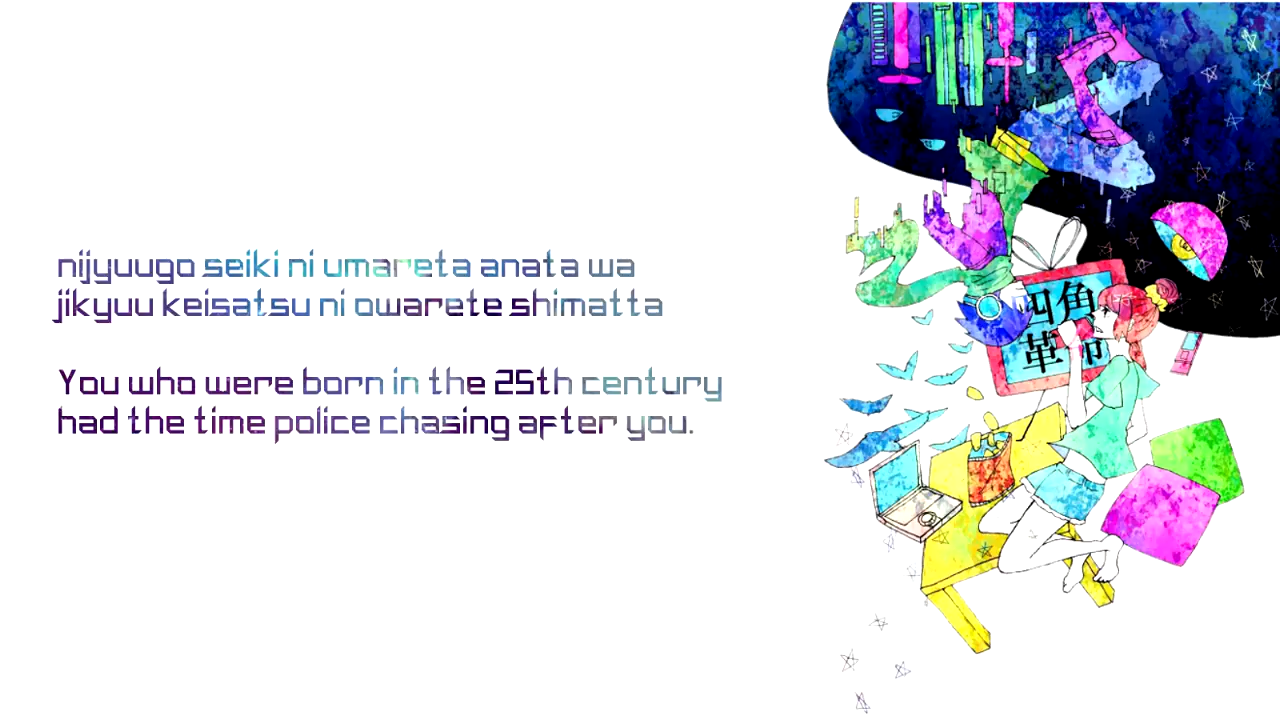 nijyuugo seiki ni umareta anata wa
jikyuu keisatsu ni owarete shimatta
You who were born in the 25th century
had the time police chasing after you.
四角
革命